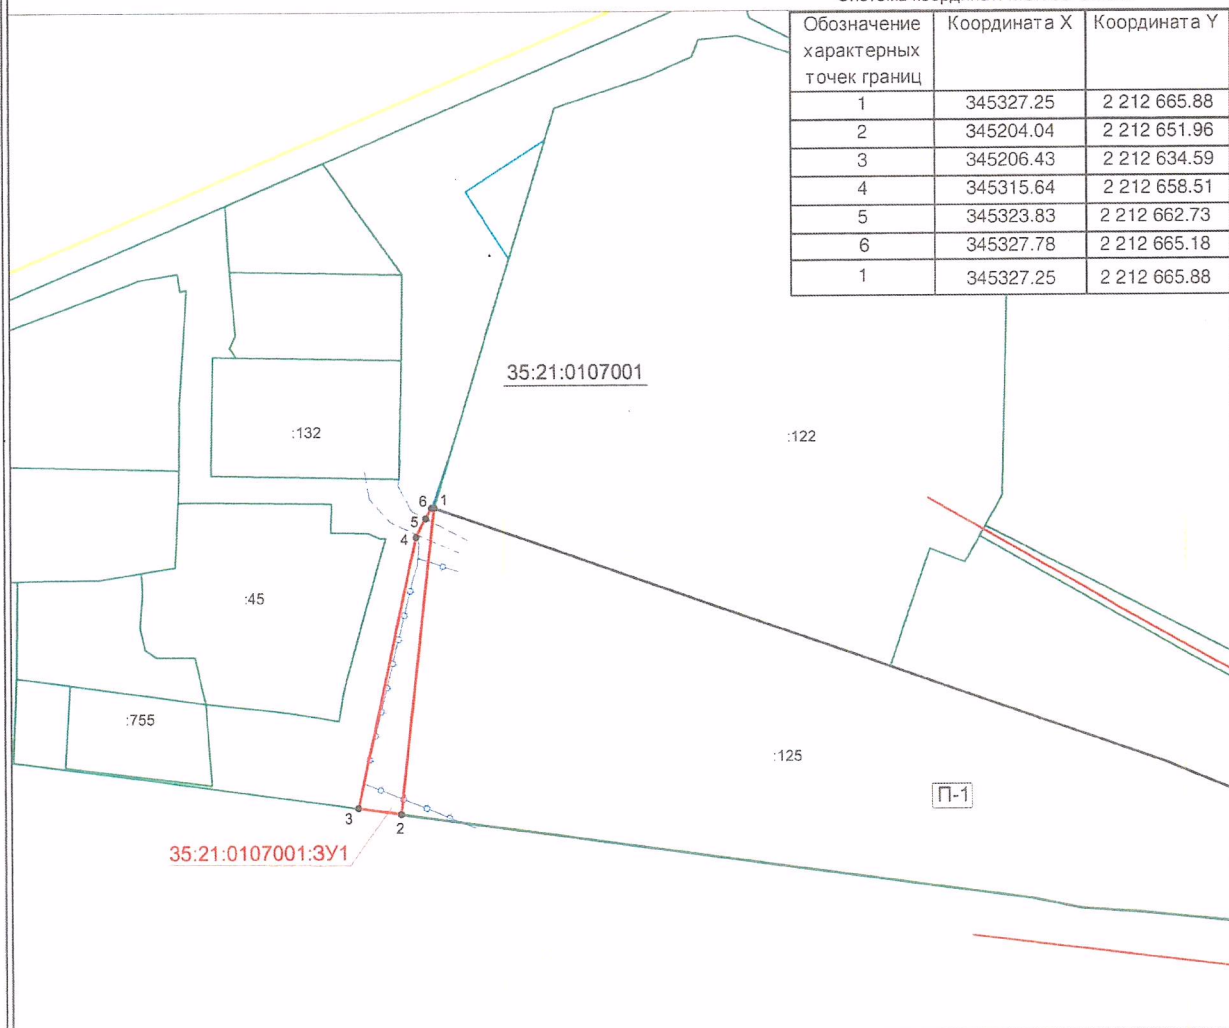 Обозначение характерных точек границ | Координата X | Координата Y
1 | 345327.25 | 2 212 665.88
2 | 345204.04 | 2 212 651.96
3 | 345206.43 | 2 212 634.59
4 | 345315.64 | 2 212 658.51
5 | 345323.83 | 2 212 662.73
6 | 345327.78 | 2 212 665.18
1 | 345327.25 | 2 212 665.88
35:21:0107001
:132
:122
6 1
5
4
:45
:755
:125
П-1
3
2
35:21:0107001:ЗУ1